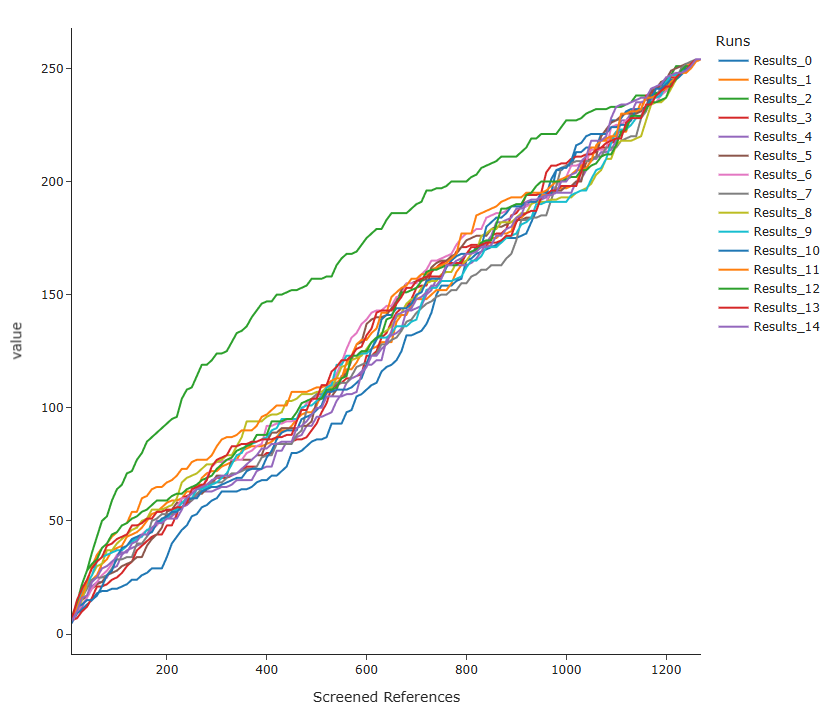 Runs
Results_0
Results_1
Results_2
Results_3
Results_4
Results_5
Results_6
Results_7
Results_8
Results_9
Results_10
Results_11
Results_12
Results_13
Results_14
250
200
150
100
50
0
value
200 400 600 800 1000 1200
Screened References